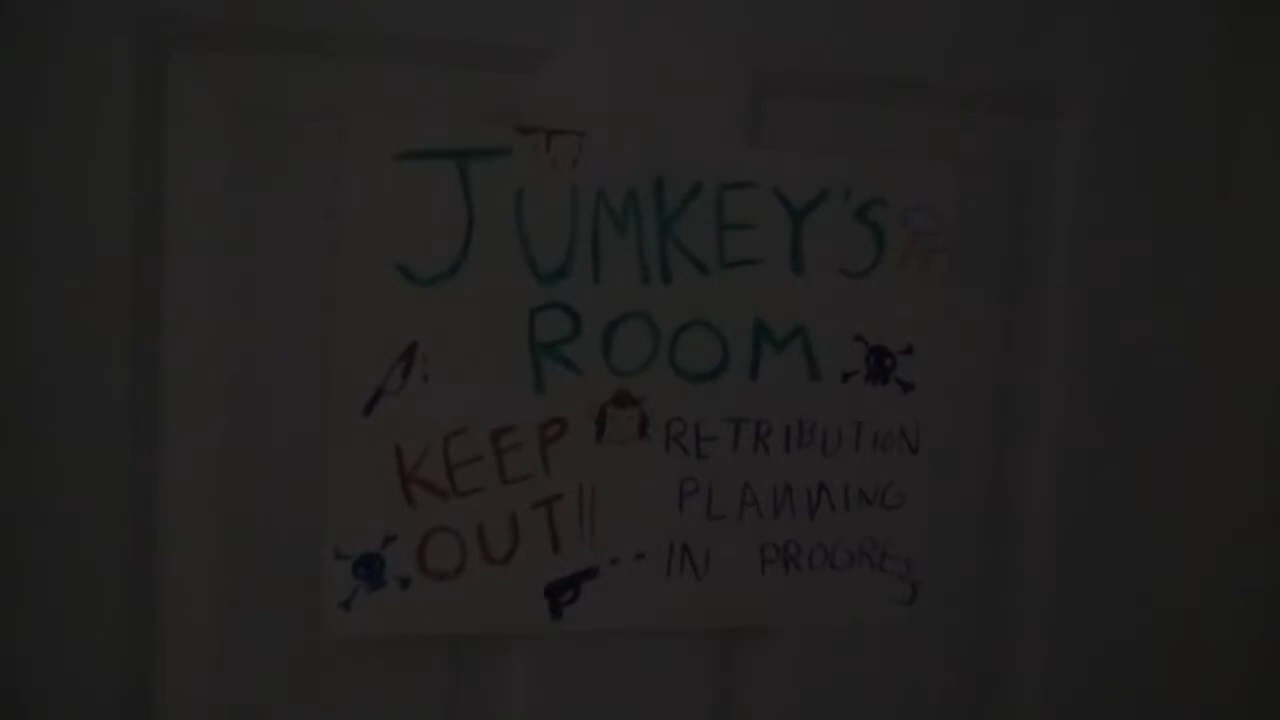 JUMKEY'S
ROOM
KEEP
OUT!!
RETRIBUTION
PLANNING
IN PROGRESS